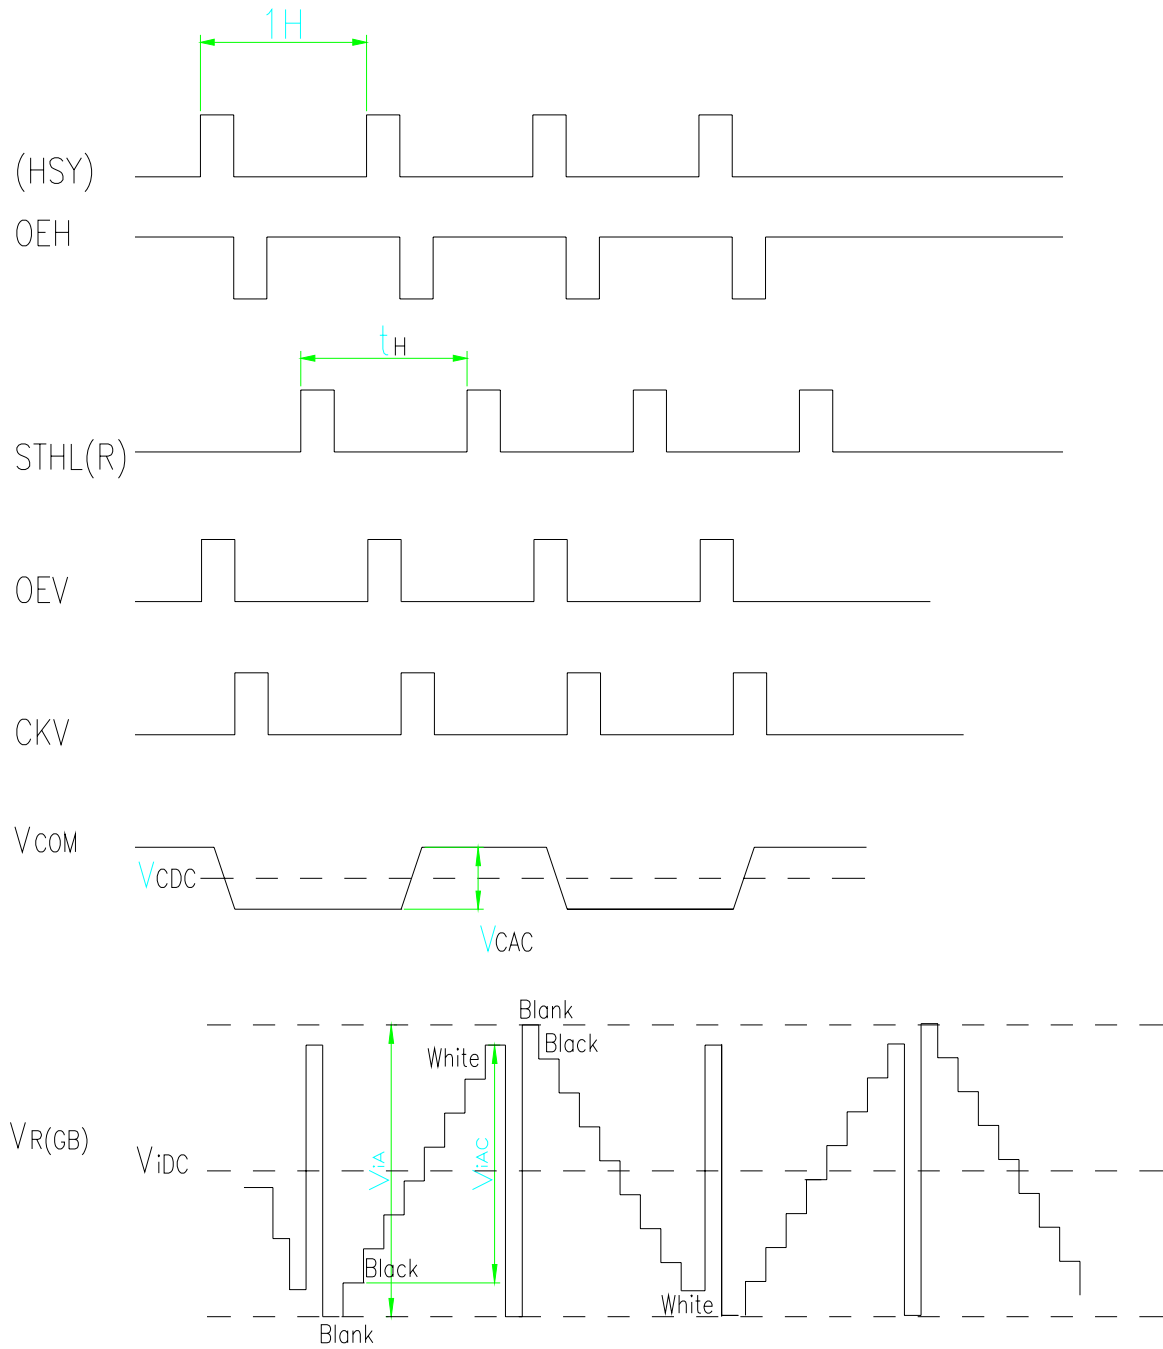 1H
(HSY)
OEH
tH
STHL(R)
OEV
CKV
VCOM
VCDC
VCAC
Blank
White
Black
VR(GB)
ViDC
ViA
ViAC
Black
White
Blank